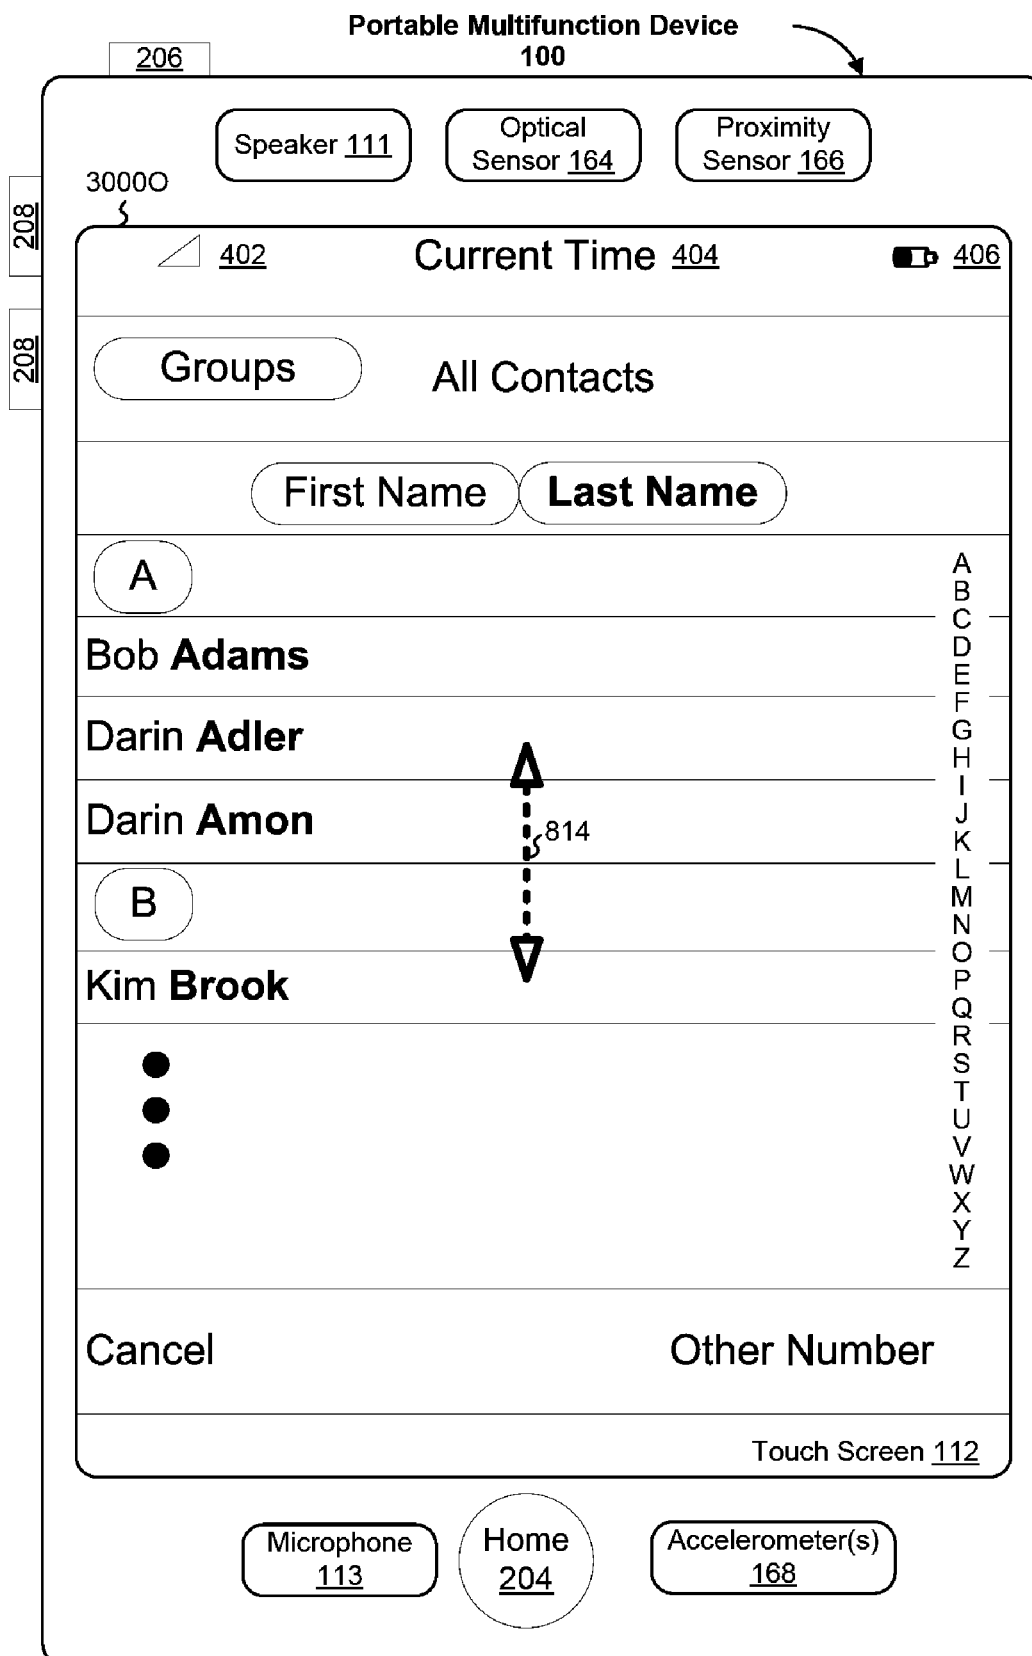 Portable Multifunction Device
100
206
Speaker 111
Optical
Sensor 164
Proximity
Sensor 166
3000O
208
208
402
Current Time 404
406
Groups
All Contacts
First Name
Last Name
A
Bob Adams
Darin Adler
Darin Amon
814
B
Kim Brook
A
B
C
D
E
F
G
H
I
J
K
L
M
N
O
P
Q
R
S
T
U
V
W
X
Y
Z
Cancel
Other Number
Touch Screen 112
Microphone
113
Home
204
Accelerometer(s)
168